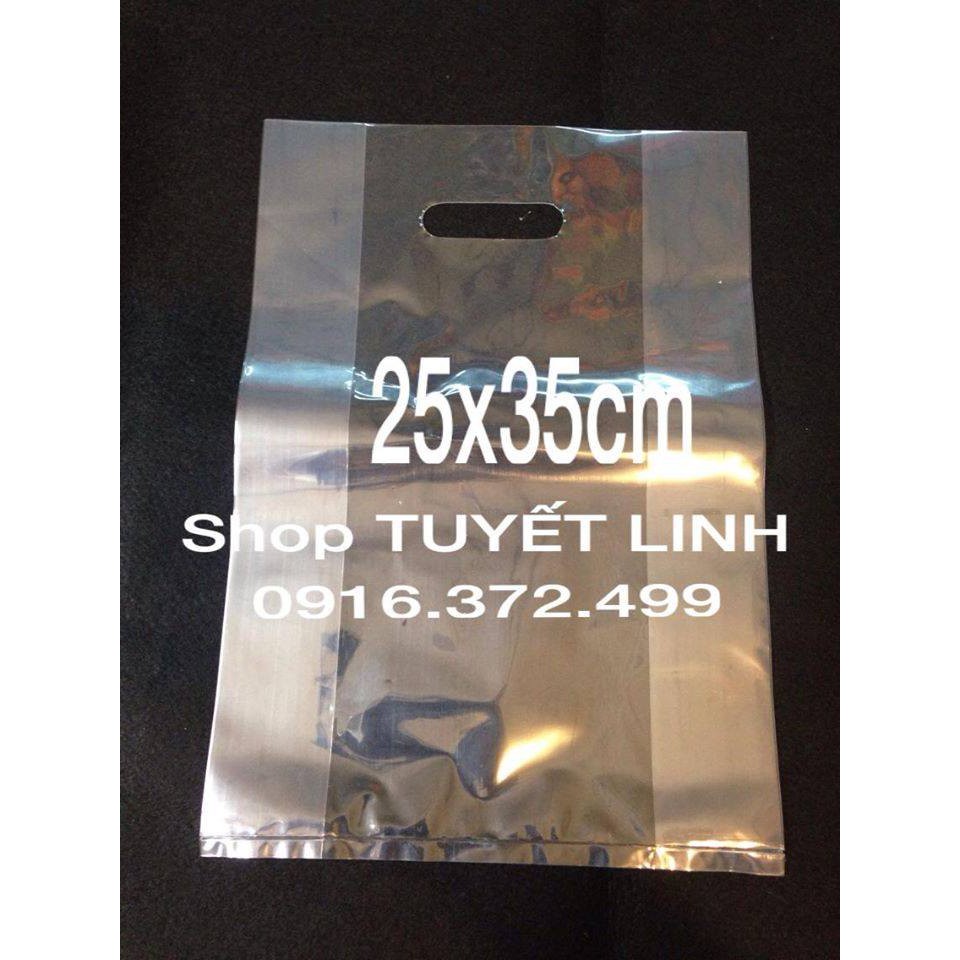 25x35cm
Shop TUYẾT LINH
0916.372.499